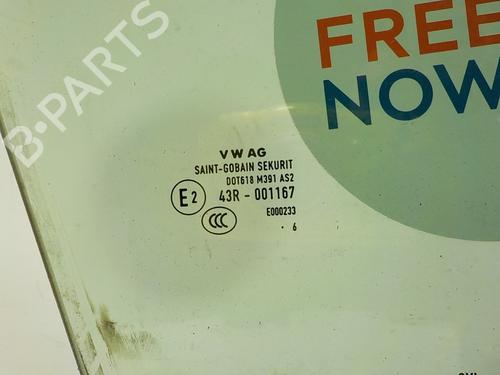 B-PARTS
FREE
NOW
VW AG
SAINT-GOBAIN SEKURIT
DOT618 M391 AS2
E2 43R - 001167
E000233
CCC
. 6